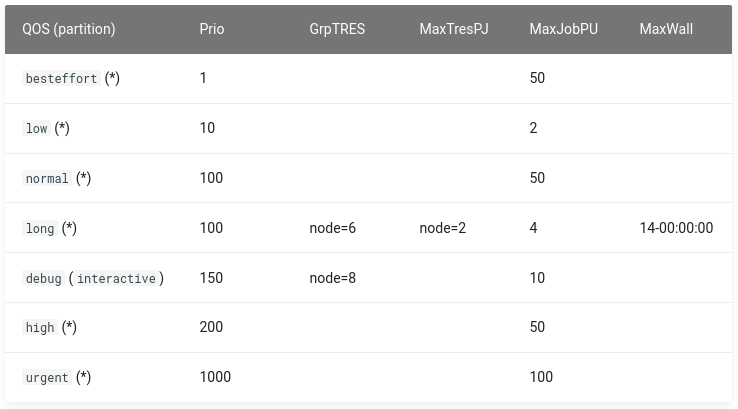 QOS (partition) Prio GrpTRES MaxTresPJ MaxJobPU MaxWall
besteffort (*) 1 50
low (*) 10 2
normal (*) 100 50
long (*) 100 node=6 node=2 4 14-00:00:00
debug ( interactive ) 150 node=8 10
high (*) 200 50
urgent (*) 1000 100